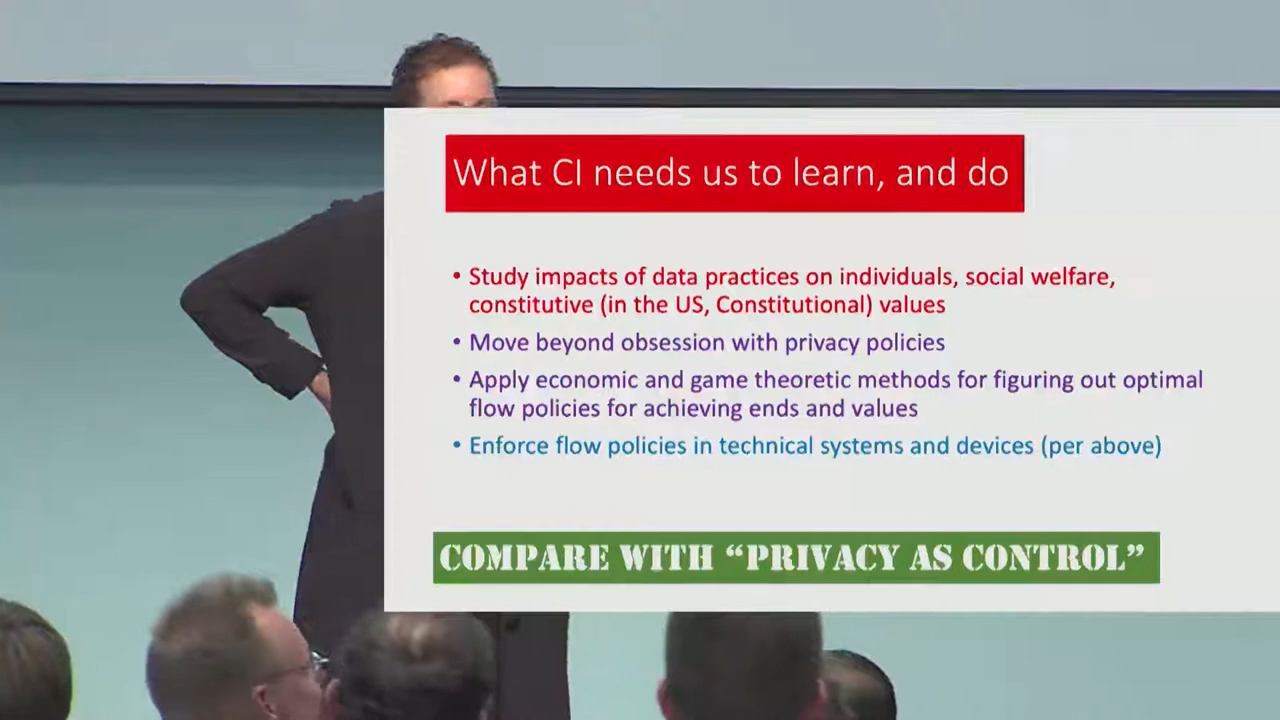 What CI needs us to learn, and do
• Study impacts of data practices on individuals, social welfare,
constitutive (in the US, Constitutional) values
• Move beyond obsession with privacy policies
• Apply economic and game theoretic methods for figuring out optimal
flow policies for achieving ends and values
• Enforce flow policies in technical systems and devices (per above)
COMPARE WITH “PRIVACY AS CONTROL”